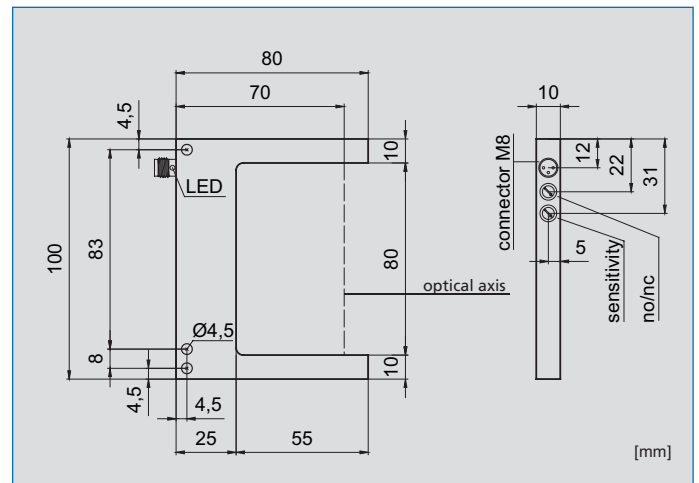 80
70
4,5
LED
10
83
100
80
optical axis
Ø4,5
8
4,5
4,5
10
25
55
10
connector M8
12
22
31
5
sensitivity
no/nc
[mm]